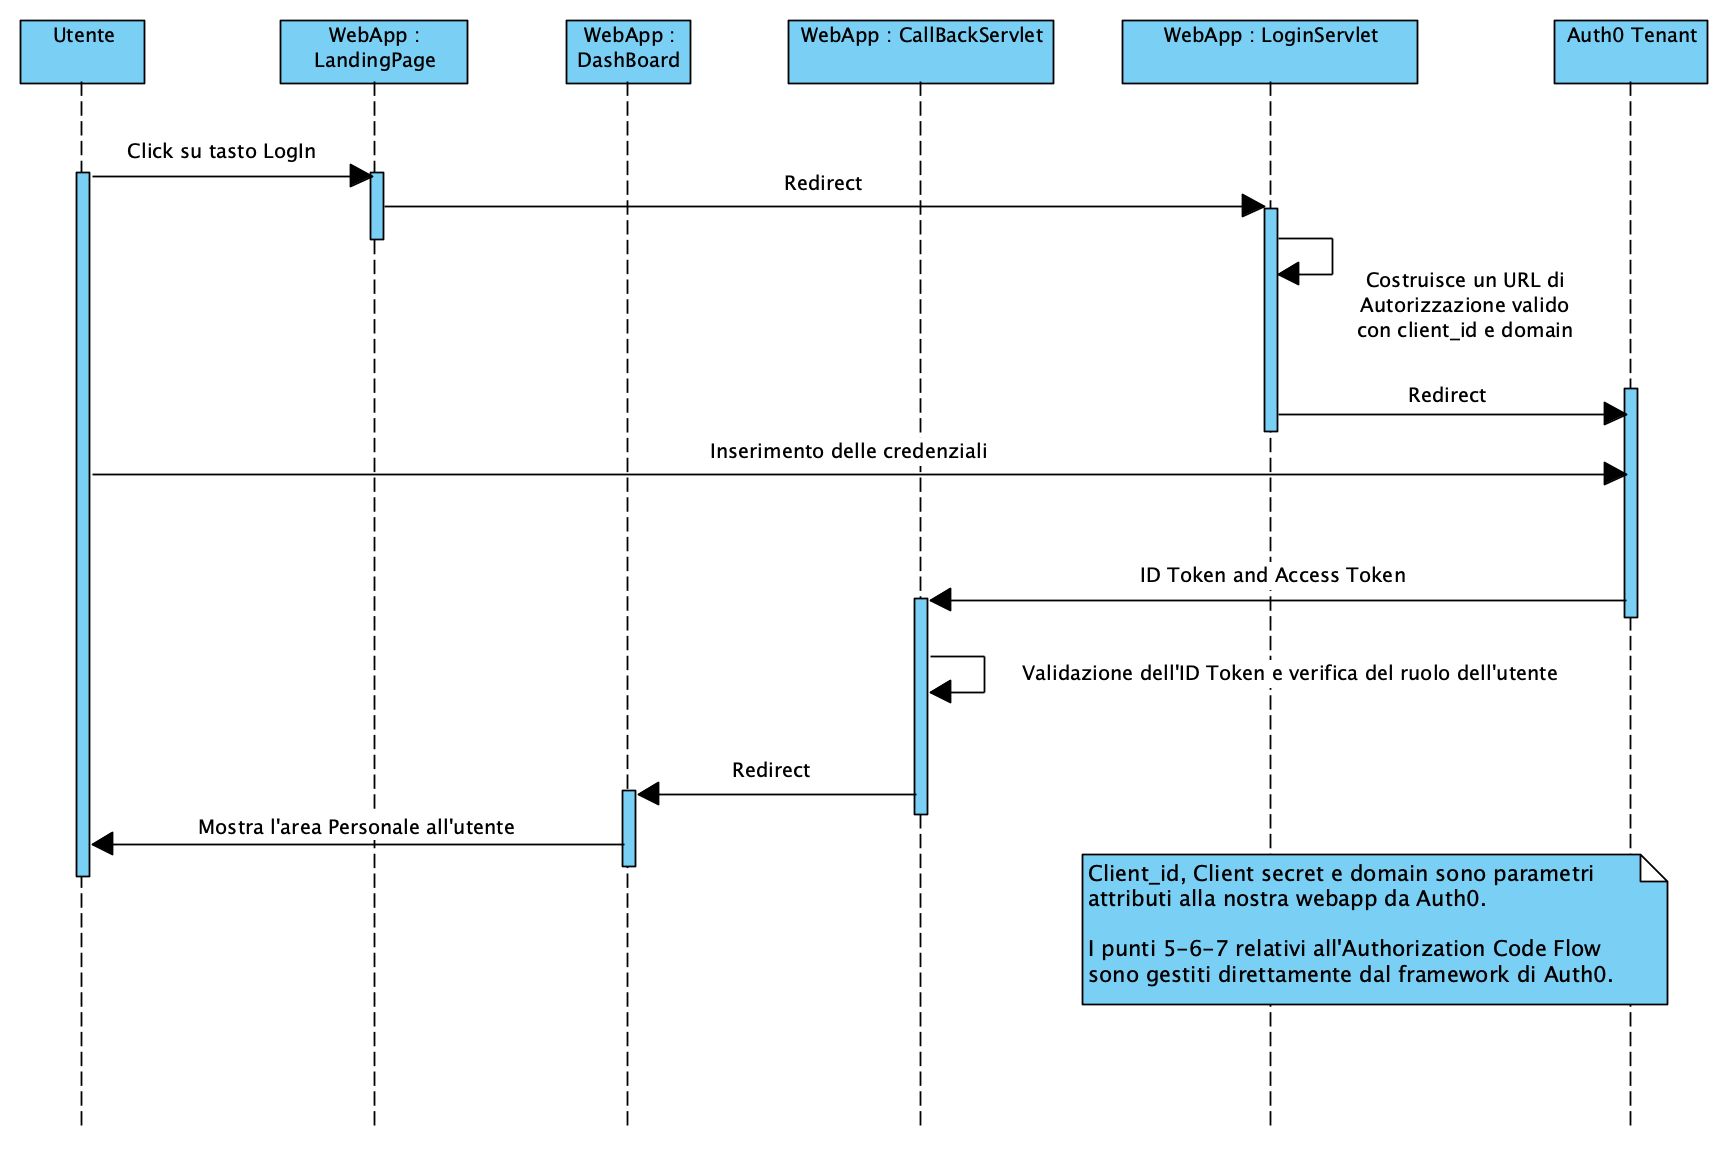 Utente
WebApp :
LandingPage
WebApp :
DashBoard
WebApp : CallBackServlet
WebApp : LoginServlet
Auth0 Tenant
Click su tasto LogIn
Redirect
Costruisce un URL di
Autorizzazione valido
con client_id e domain
Redirect
Inserimento delle credenziali
ID Token and Access Token
Validazione dell'ID Token e verifica del ruolo dell'utente
Redirect
Mostra l'area Personale all'utente
Client_id, Client secret e domain sono parametri
attributi alla nostra webapp da Auth0.
I punti 5-6-7 relativi all'Authorization Code Flow
sono gestiti direttamente dal framework di Auth0.